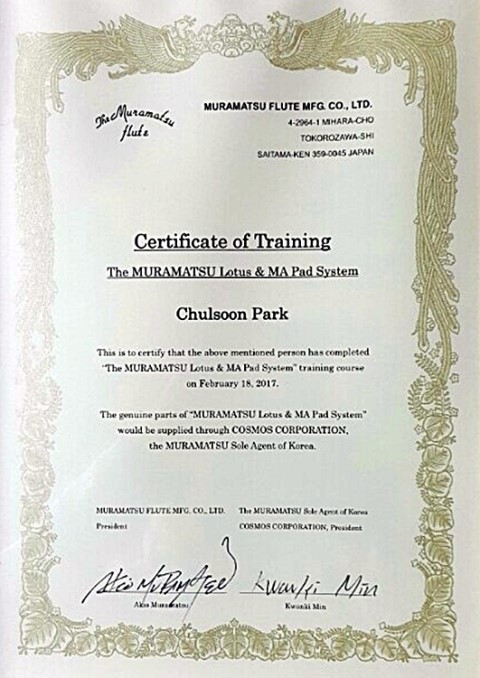 The Muramatsu
flute
MURAMATSU FLUTE MFG. CO., LTD.
4-2964-1 MIHARA-CHO
TOKOROZAWA-SHI
SAITAMA-KEN 359-0045 JAPAN
Certificate of Training
The MURAMATSU Lotus & MA Pad System
Chulsoon Park
This is to certify that the above mentioned person has completed
"The MURAMATSU Lotus & MA Pad System" training course
on February 18, 2017.
The genuine parts of "MURAMATSU Lotus & MA Pad System"
would be supplied through COSMOS CORPORATION,
the MURAMATSU Sole Agent of Korea.
MURAMATSU FLUTE MFG. CO., LTD.
President
The MURAMATSU Sole Agent of Korea
COSMOS CORPORATION, President
Akio Muramatsu
Kwanki Min
Akio Muramatsu
Kwunki Min